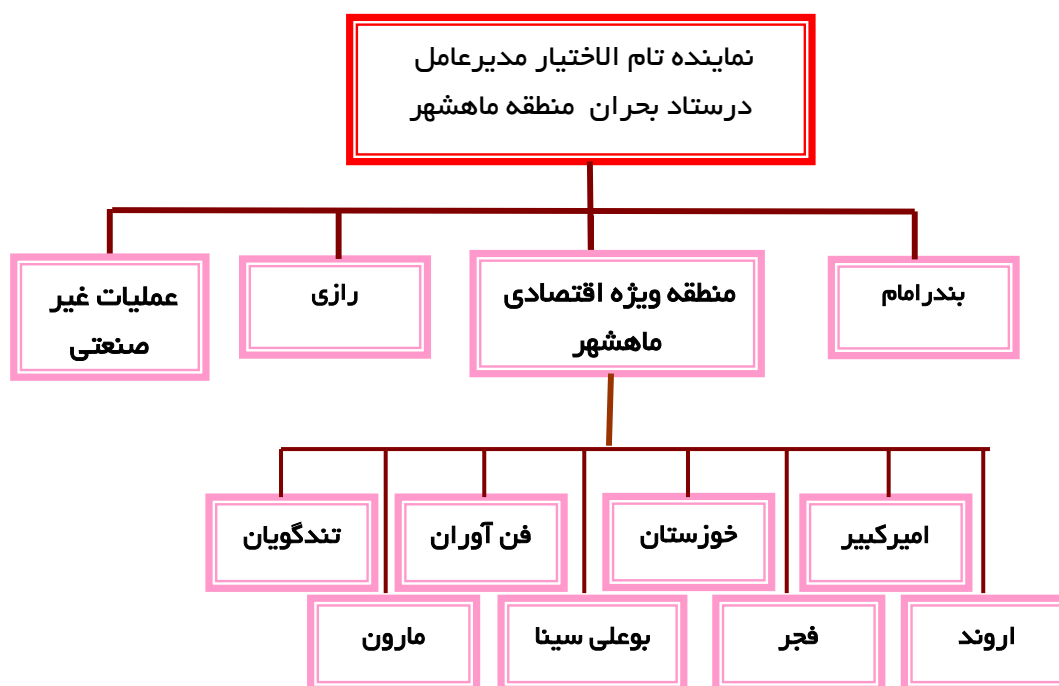 نماینده تام الاختیار مدیرعامل
درستاد بحران منطقه ماهشهر
بندرامام
منطقه ویژه اقتصادی
ماهشهر
رازی
عملیات غیر
صنعتی
امیرکبیر
خوزستان
فن آوران
تندگویان
اروند
فجر
بوعلی سینا
مارون